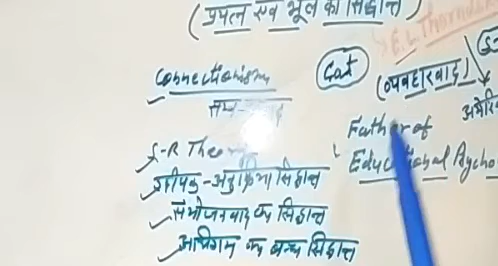 (प्रयत्न एवं भूल का सिद्धान्त)
E.L. Thorndike
Connectionism
Cat
(व्यवहारवाद)
Father of
Educational Psycho
S-R Theory
उद्दीपक-अनुक्रिया सिद्धान्त
संयोजनवाद का सिद्धान्त
अधिगम का बन्ध सिद्धान्त